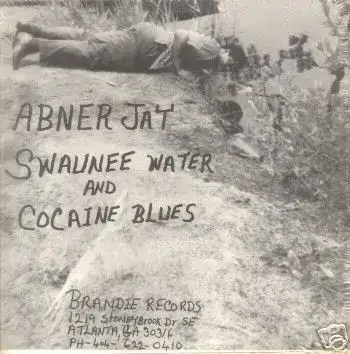 ABNER JAY
SWAUNEE WATER
AND
COCAINE BLUES
BRANDIE RECORDS
1219 STONEYBROOK DR SE
ATLANTA, GA 30316
PH-404-622-0410.